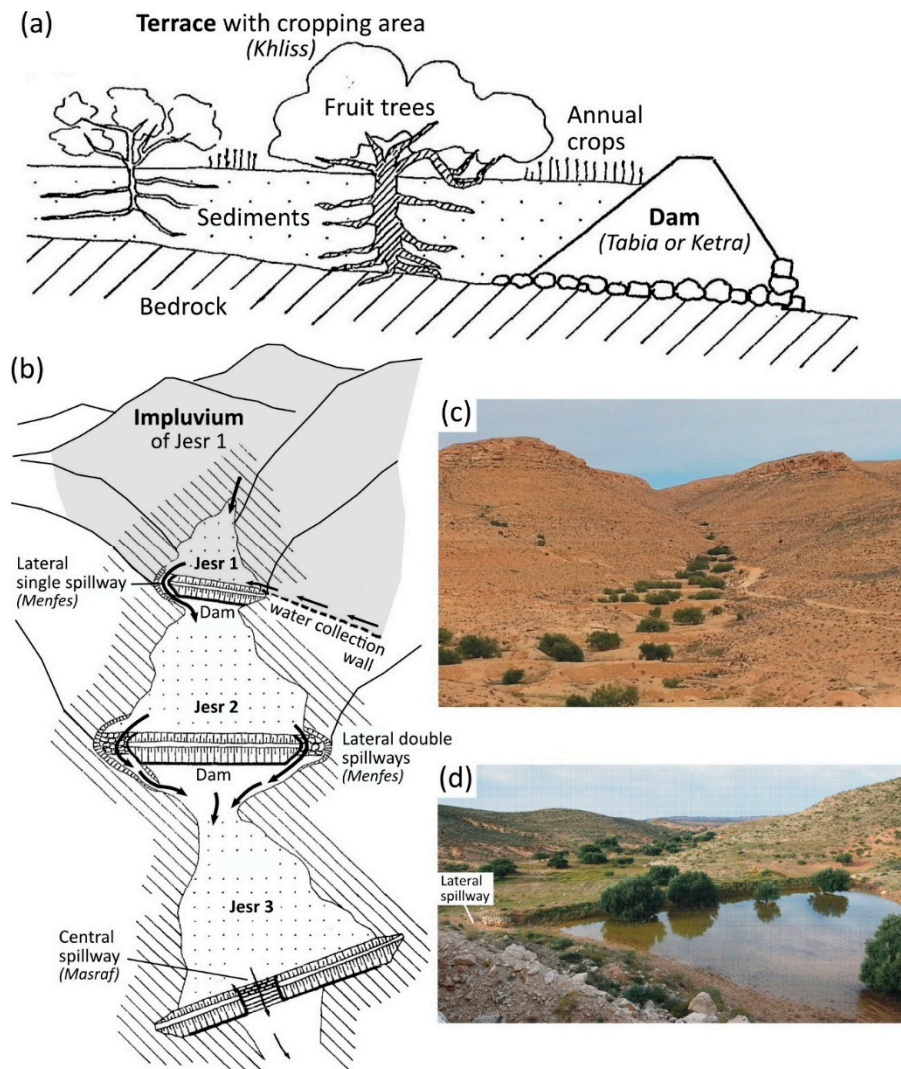 (a)
Terrace with cropping area
(Khliss)
Fruit trees
Annual
crops
Sediments
Dam
(Tabia or Ketra)
Bedrock
(b)
Impluvium
of Jesr 1
Jesr 1
Lateral
single spillway
(Menfes)
Dam
water collection
wall
Jesr 2
Lateral double
spillways
(Menfes)
Dam
Jesr 3
Central
spillway
(Masraf)
(c)
(d)
Lateral
spillway